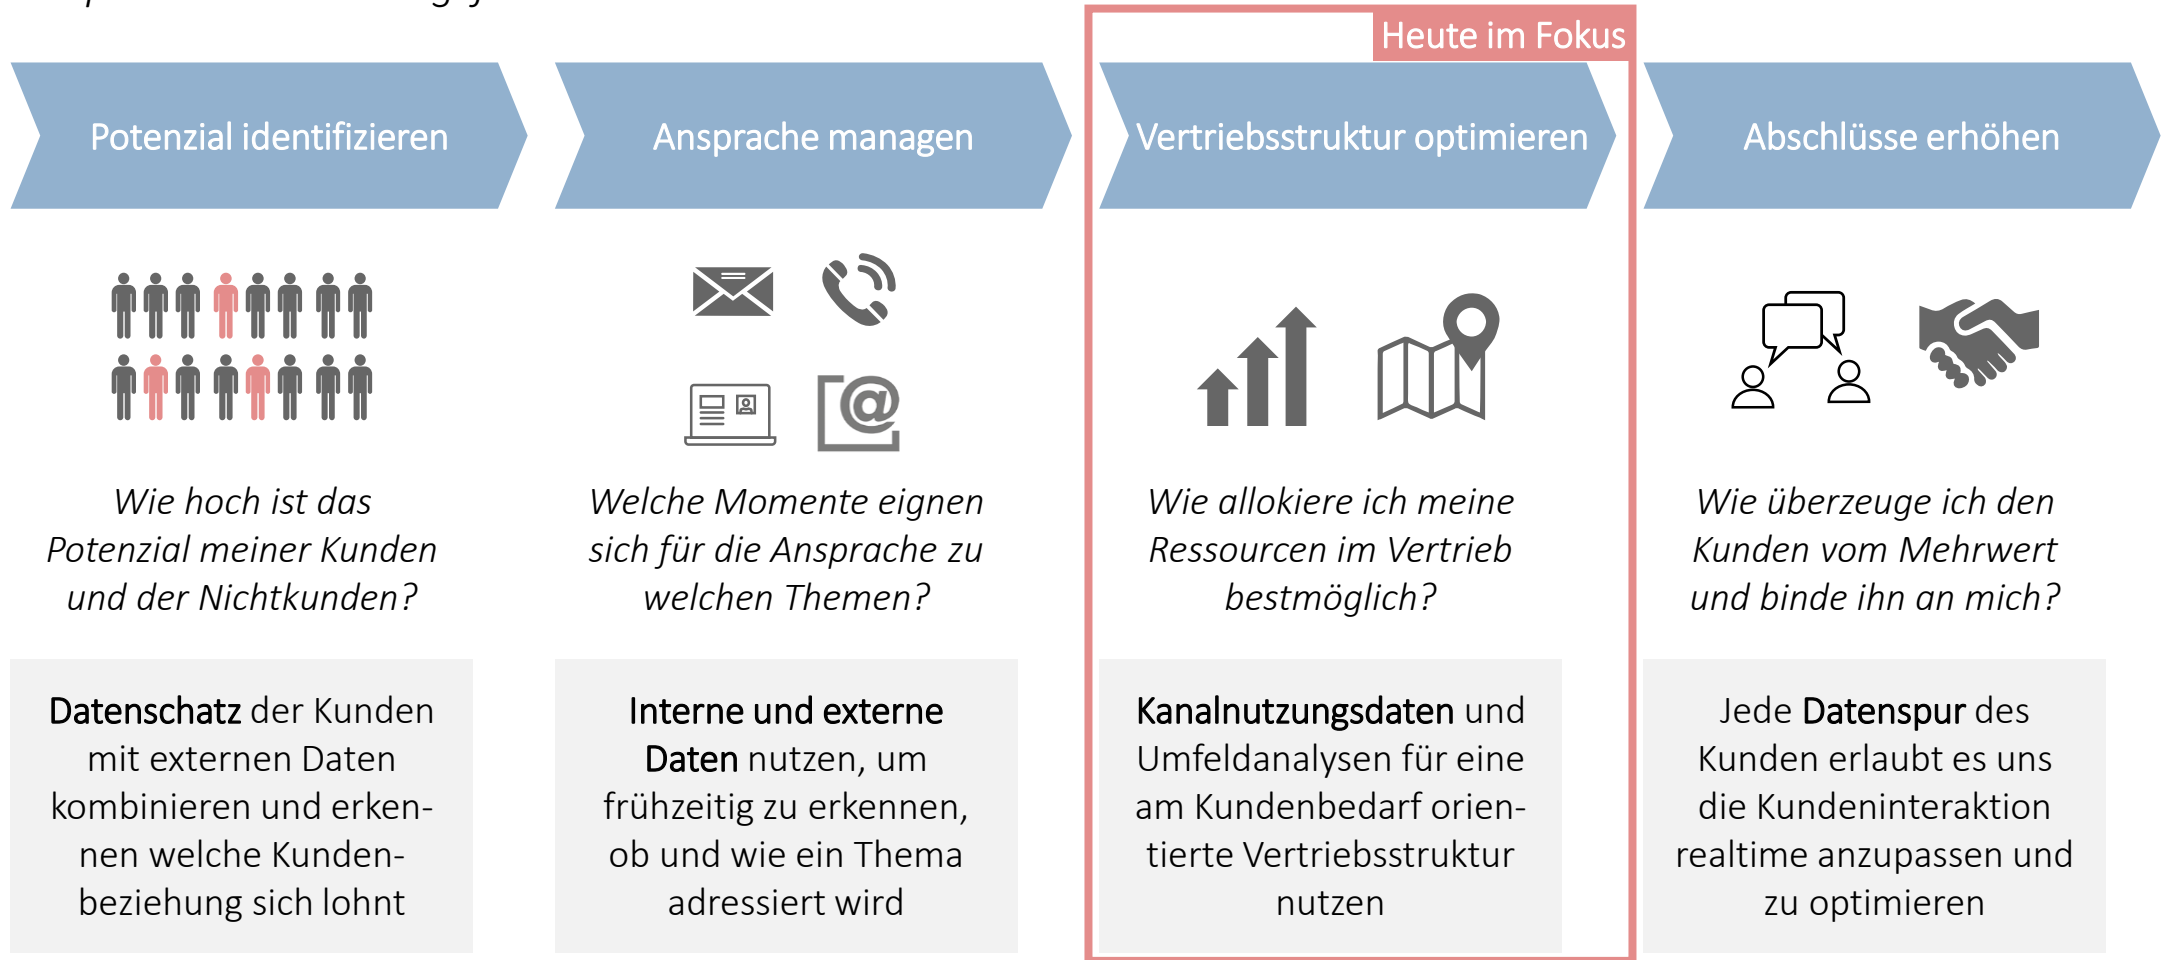 Heute im Fokus
Potenzial identifizieren
Ansprache managen
Vertriebsstruktur optimieren
Abschlüsse erhöhen
Wie hoch ist das
Potenzial meiner Kunden
und der Nichtkunden?
Welche Momente eignen
sich für die Ansprache zu
welchen Themen?
Wie allokiere ich meine
Ressourcen im Vertrieb
bestmöglich?
Wie überzeuge ich den
Kunden vom Mehrwert
und binde ihn an mich?
Datenschatz der Kunden
mit externen Daten
kombinieren und erken-
nen welche Kunden-
beziehung sich lohnt
Interne und externe
Daten nutzen, um
frühzeitig zu erkennen,
ob und wie ein Thema
adressiert wird
Kanalnutzungsdaten und
Umfeldanalysen für eine
am Kundenbedarf orien-
tierte Vertriebsstruktur
nutzen
Jede Datenspur des
Kunden erlaubt es uns
die Kundeninteraktion
realtime anzupassen und
zu optimieren